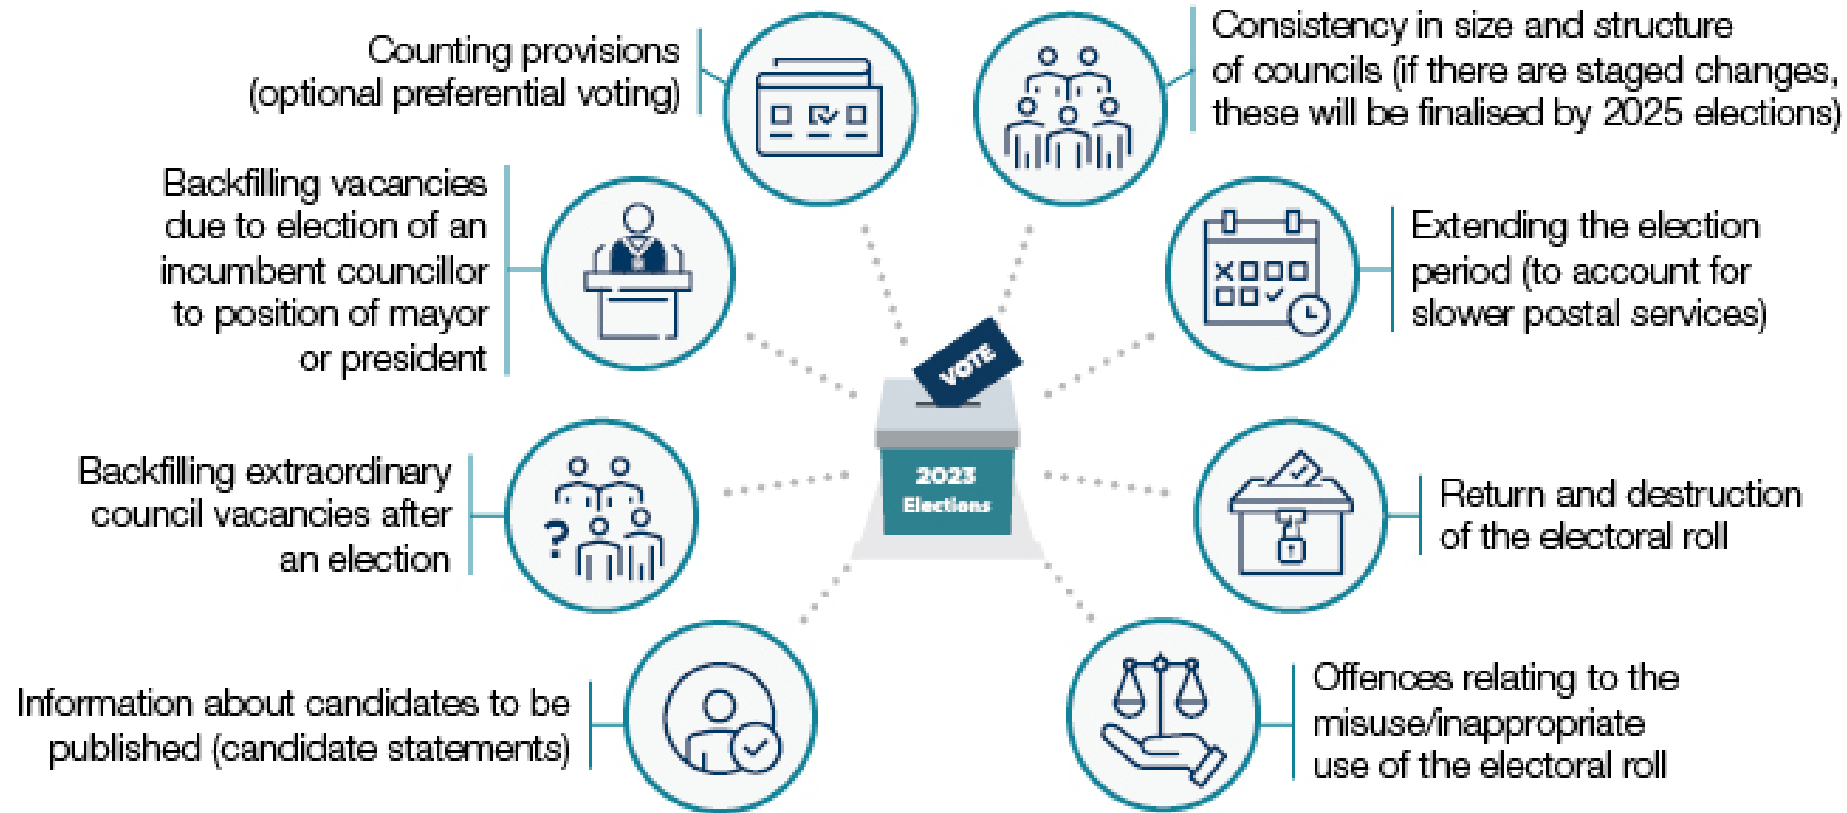 Counting provisions
(optional preferential voting)
Consistency in size and structure
of councils (if there are staged changes,
these will be finalised by 2025 elections)
Backfilling vacancies
due to election of an
incumbent councillor
to position of mayor
or president
Extending the election
period (to account for
slower postal services)
VOTE
2023
Elections
Backfilling extraordinary
council vacancies after
an election
?
Return and destruction
of the electoral roll
Information about candidates to be
published (candidate statements)
Offences relating to the
misuse/inappropriate
use of the electoral roll